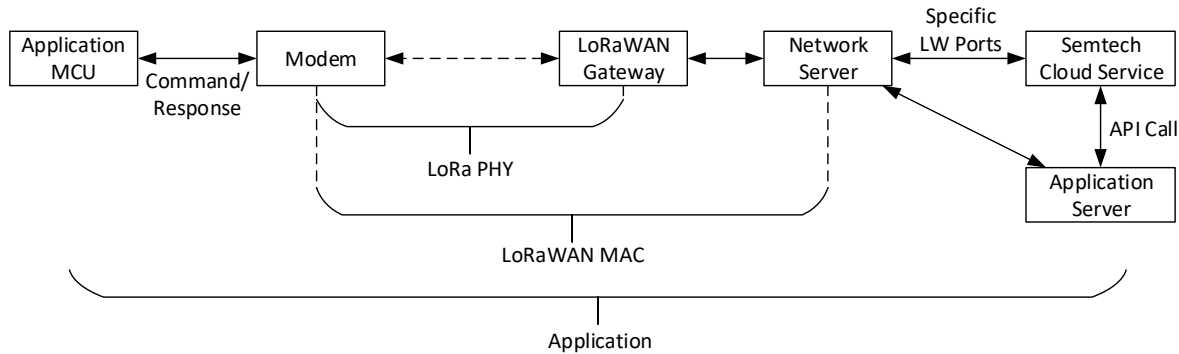 Application
MCU
Command/
Response
Modem
LoRaWAN
Gateway
Network
Server
Specific
LW Ports
Semtech
Cloud Service
API Call
Application
Server
LoRa PHY
LoRaWAN MAC
Application